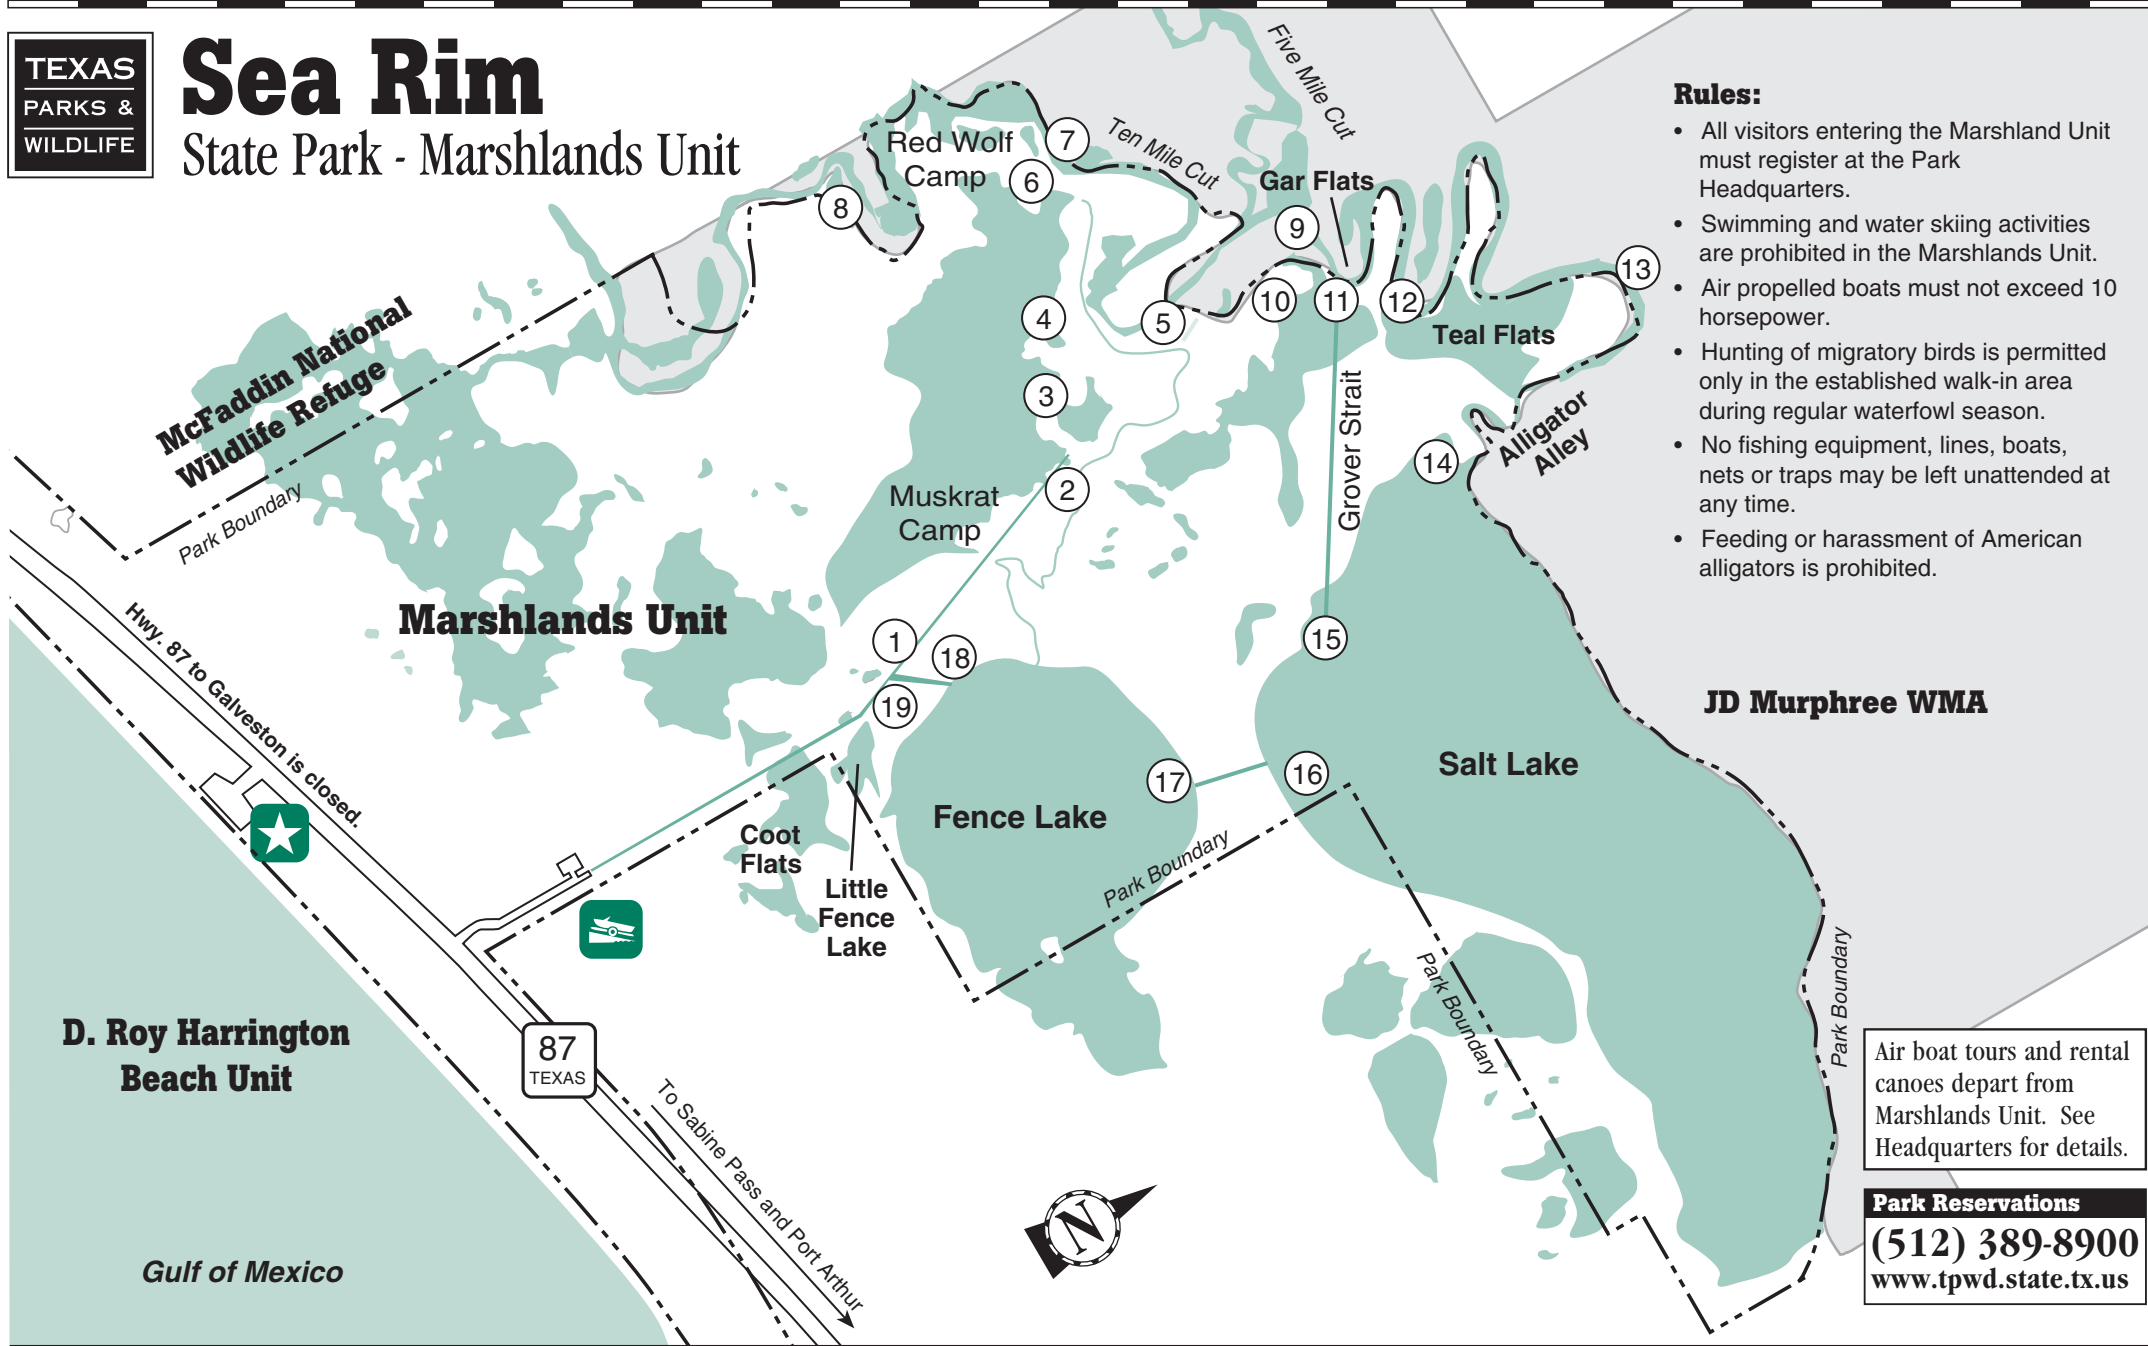 TEXAS
PARKS &
WILDLIFE
Sea Rim
State Park - Marshlands Unit
Five Mile Cut
Ten Mile Cut
Red Wolf
Camp
Gar Flats
7
6
8
9
13
10
11
12
5
4
3
Teal Flats
Grover Strait
Alligator
Alley
14
2
Muskrat
Camp
McFaddin National
Wildlife Refuge
Park Boundary
Marshlands Unit
1
18
19
15
Hwy. 87 to Galveston is closed.
JD Murphree WMA
Salt Lake
17
16
Fence Lake
Park Boundary
Coot
Flats
Little
Fence
Lake
Park Boundary
Park Boundary
D. Roy Harrington
Beach Unit
87
TEXAS
To Sabine Pass and Port Arthur
N
Gulf of Mexico
Rules:
• All visitors entering the Marshland Unit
must register at the Park
Headquarters.
• Swimming and water skiing activities
are prohibited in the Marshlands Unit.
• Air propelled boats must not exceed 10
horsepower.
• Hunting of migratory birds is permitted
only in the established walk-in area
during regular waterfowl season.
• No fishing equipment, lines, boats,
nets or traps may be left unattended at
any time.
• Feeding or harassment of American
alligators is prohibited.
Air boat tours and rental
canoes depart from
Marshlands Unit. See
Headquarters for details.
Park Reservations
(512) 389-8900
www.tpwd.state.tx.us